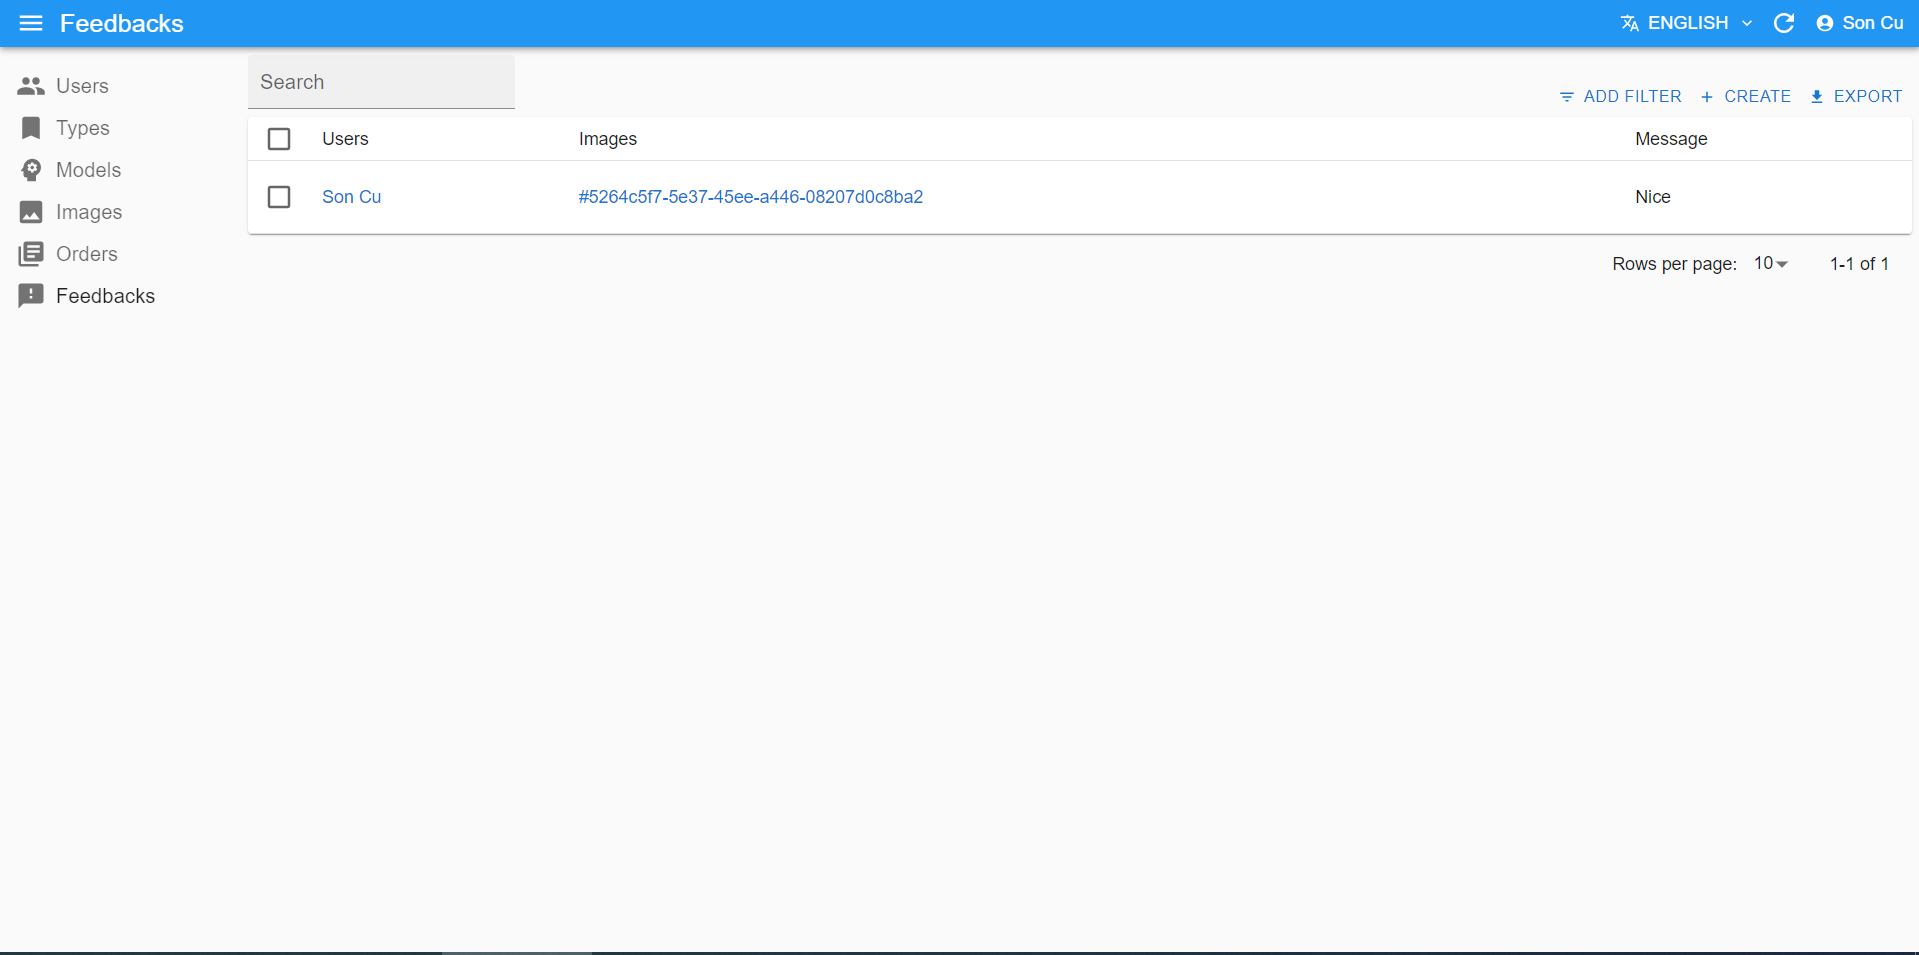 Feedbacks
ENGLISH
Son Cu
Users
Types
Models
Images
Orders
Feedbacks
Search
ADD FILTER
CREATE
EXPORT
Users Images Message
Son Cu #5264c5f7-5e37-45ee-a446-08207d0c8ba2 Nice
Rows per page: 10 1-1 of 1